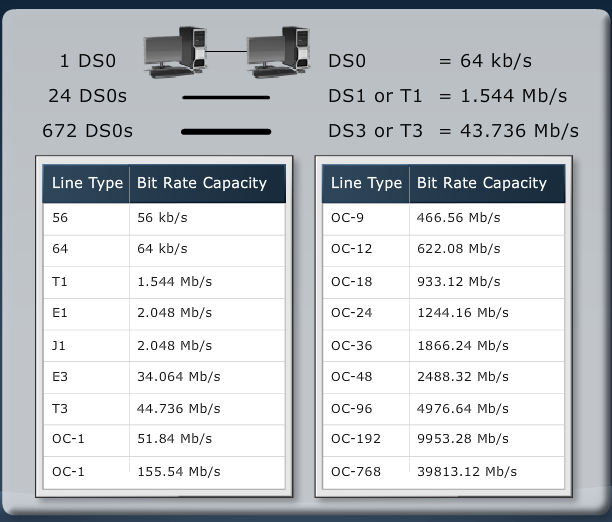 1 DS0 DS0 = 64 kb/s
24 DS0s DS1 or T1 = 1.544 Mb/s
672 DS0s DS3 or T3 = 43.736 Mb/s
Line Type Bit Rate Capacity
56 56 kb/s
64 64 kb/s
T1 1.544 Mb/s
E1 2.048 Mb/s
J1 2.048 Mb/s
E3 34.064 Mb/s
T3 44.736 Mb/s
OC-1 51.84 Mb/s
OC-1 155.54 Mb/s
Line Type Bit Rate Capacity
OC-9 466.56 Mb/s
OC-12 622.08 Mb/s
OC-18 933.12 Mb/s
OC-24 1244.16 Mb/s
OC-36 1866.24 Mb/s
OC-48 2488.32 Mb/s
OC-96 4976.64 Mb/s
OC-192 9953.28 Mb/s
OC-768 39813.12 Mb/s